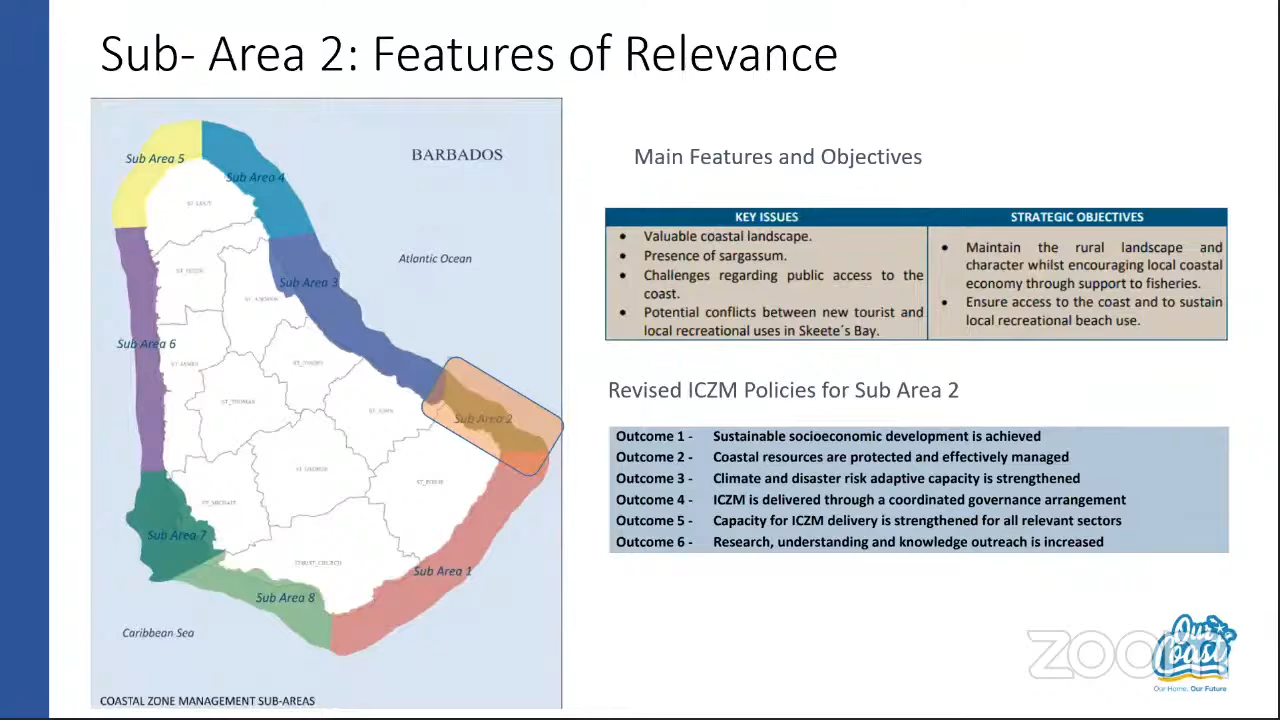 Sub- Area 2: Features of Relevance
BARBADOS
Sub Area 5
Sub Area 4
Atlantic Ocean
Sub Area 3
Sub Area 6
Sub Area 2
Sub Area 7
Sub Area 1
Sub Area 8
Caribbean Sea
ST_THOMAS
COASTAL ZONE MANAGEMENT SUB-AREAS
Main Features and Objectives
KEY ISSUES
• Valuable coastal landscape.
• Presence of sargassum.
• Challenges regarding public access to the
coast.
• Potential conflicts between new tourist and
local recreational uses in Skeete´s Bay.
STRATEGIC OBJECTIVES
• Maintain the rural landscape and
character whilst encouraging local coastal
economy through support to fisheries.
• Ensure access to the coast and to sustain
local recreational beach use.
Revised ICZM Policies for Sub Area 2
Outcome 1 - Sustainable socioeconomic development is achieved
Outcome 2 - Coastal resources are protected and effectively managed
Outcome 3 - Climate and disaster risk adaptive capacity is strengthened
Outcome 4 - ICZM is delivered through a coordinated governance arrangement
Outcome 5 - Capacity for ICZM delivery is strengthened for all relevant sectors
Outcome 6 - Research, understanding and knowledge outreach is increased
zoom
Our
Coast
Our Home. Our Future